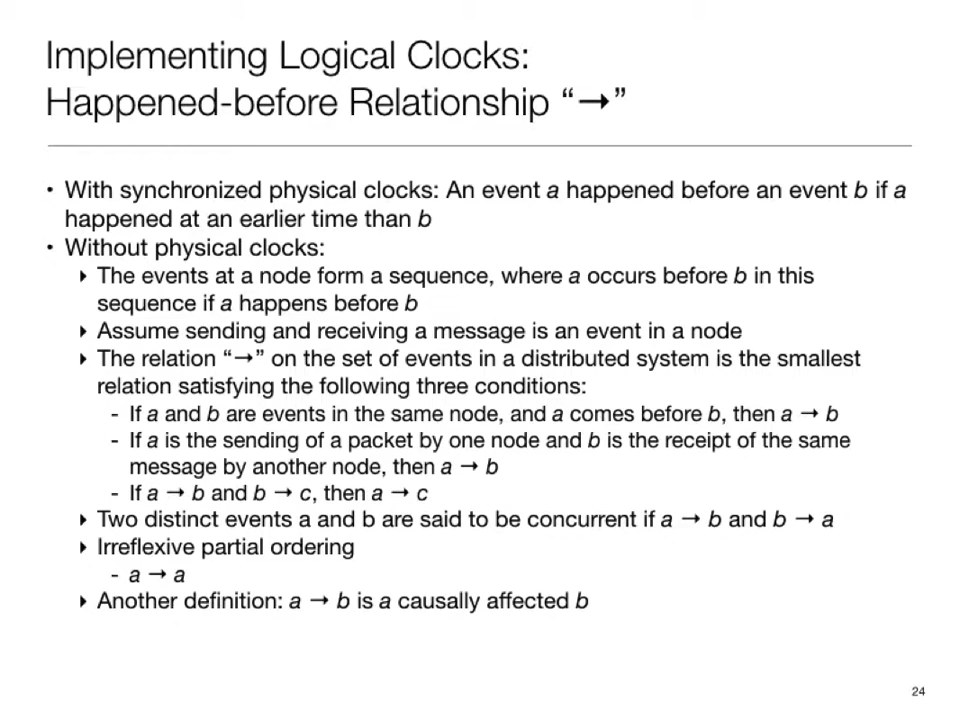 Implementing Logical Clocks:
Happened-before Relationship “→”
• With synchronized physical clocks: An event a happened before an event b if a
happened at an earlier time than b
• Without physical clocks:
‣ The events at a node form a sequence, where a occurs before b in this
sequence if a happens before b
‣ Assume sending and receiving a message is an event in a node
‣ The relation “→” on the set of events in a distributed system is the smallest
relation satisfying the following three conditions:
- If a and b are events in the same node, and a comes before b, then a → b
- If a is the sending of a packet by one node and b is the receipt of the same
message by another node, then a → b
- If a → b and b → c, then a → c
‣ Two distinct events a and b are said to be concurrent if a → b and b → a
‣ Irreflexive partial ordering
- a → a
‣ Another definition: a → b is a causally affected b
24